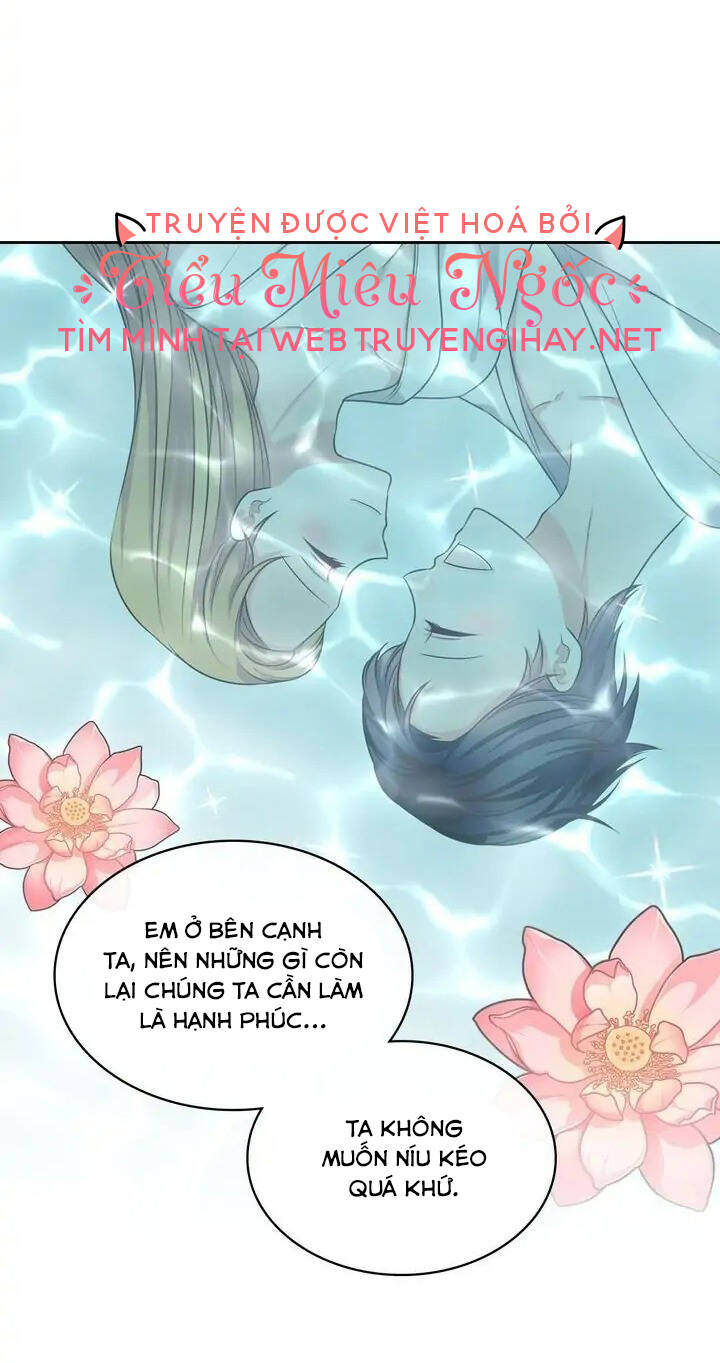 TRUYỆN ĐƯỢC VIỆT HOÁ BỞI
Tiểu Miêu Ngốc
TÌM MÌNH TẠI WEB TRUYENGIHAY.NET
EM Ở BÊN CẠNH
TA, NÊN NHỮNG GÌ CÒN
LẠI CHÚNG TA CẦN LÀM
LÀ HẠNH PHÚC...
TA KHÔNG
MUỐN NÍU KÉO
QUÁ KHỨ.